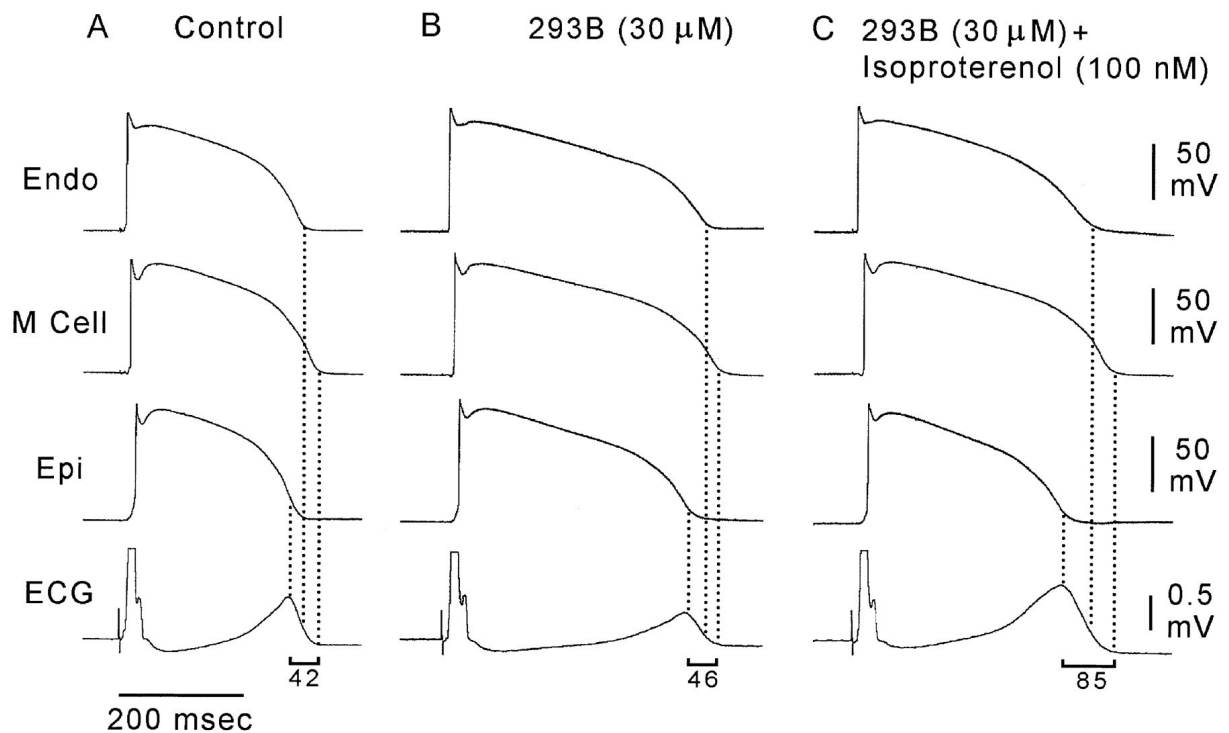 A Control
B 293B (30 μM)
C 293B (30 μM) +
Isoproterenol (100 nM)
Endo
50
mV
M Cell
50
mV
Epi
50
mV
ECG
0.5
mV
42
46
85
200 msec